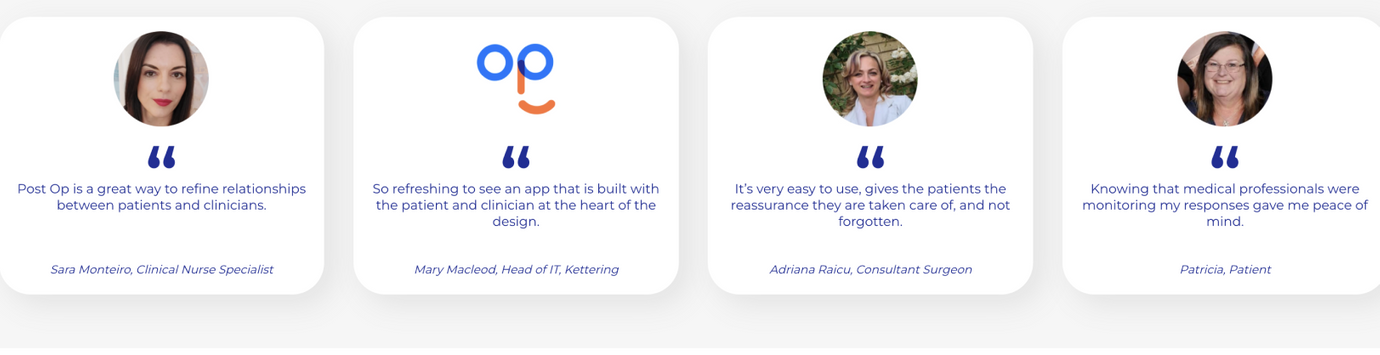 Post Op is a great way to refine relationships
between patients and clinicians.
Sara Monteiro, Clinical Nurse Specialist
So refreshing to see an app that is built with
the patient and clinician at the heart of the
design.
Mary Macleod, Head of IT, Kettering
It’s very easy to use, gives the patients the
reassurance they are taken care of, and not
forgotten.
Adriana Raicu, Consultant Surgeon
Knowing that medical professionals were
monitoring my responses gave me peace of
mind.
Patricia, Patient